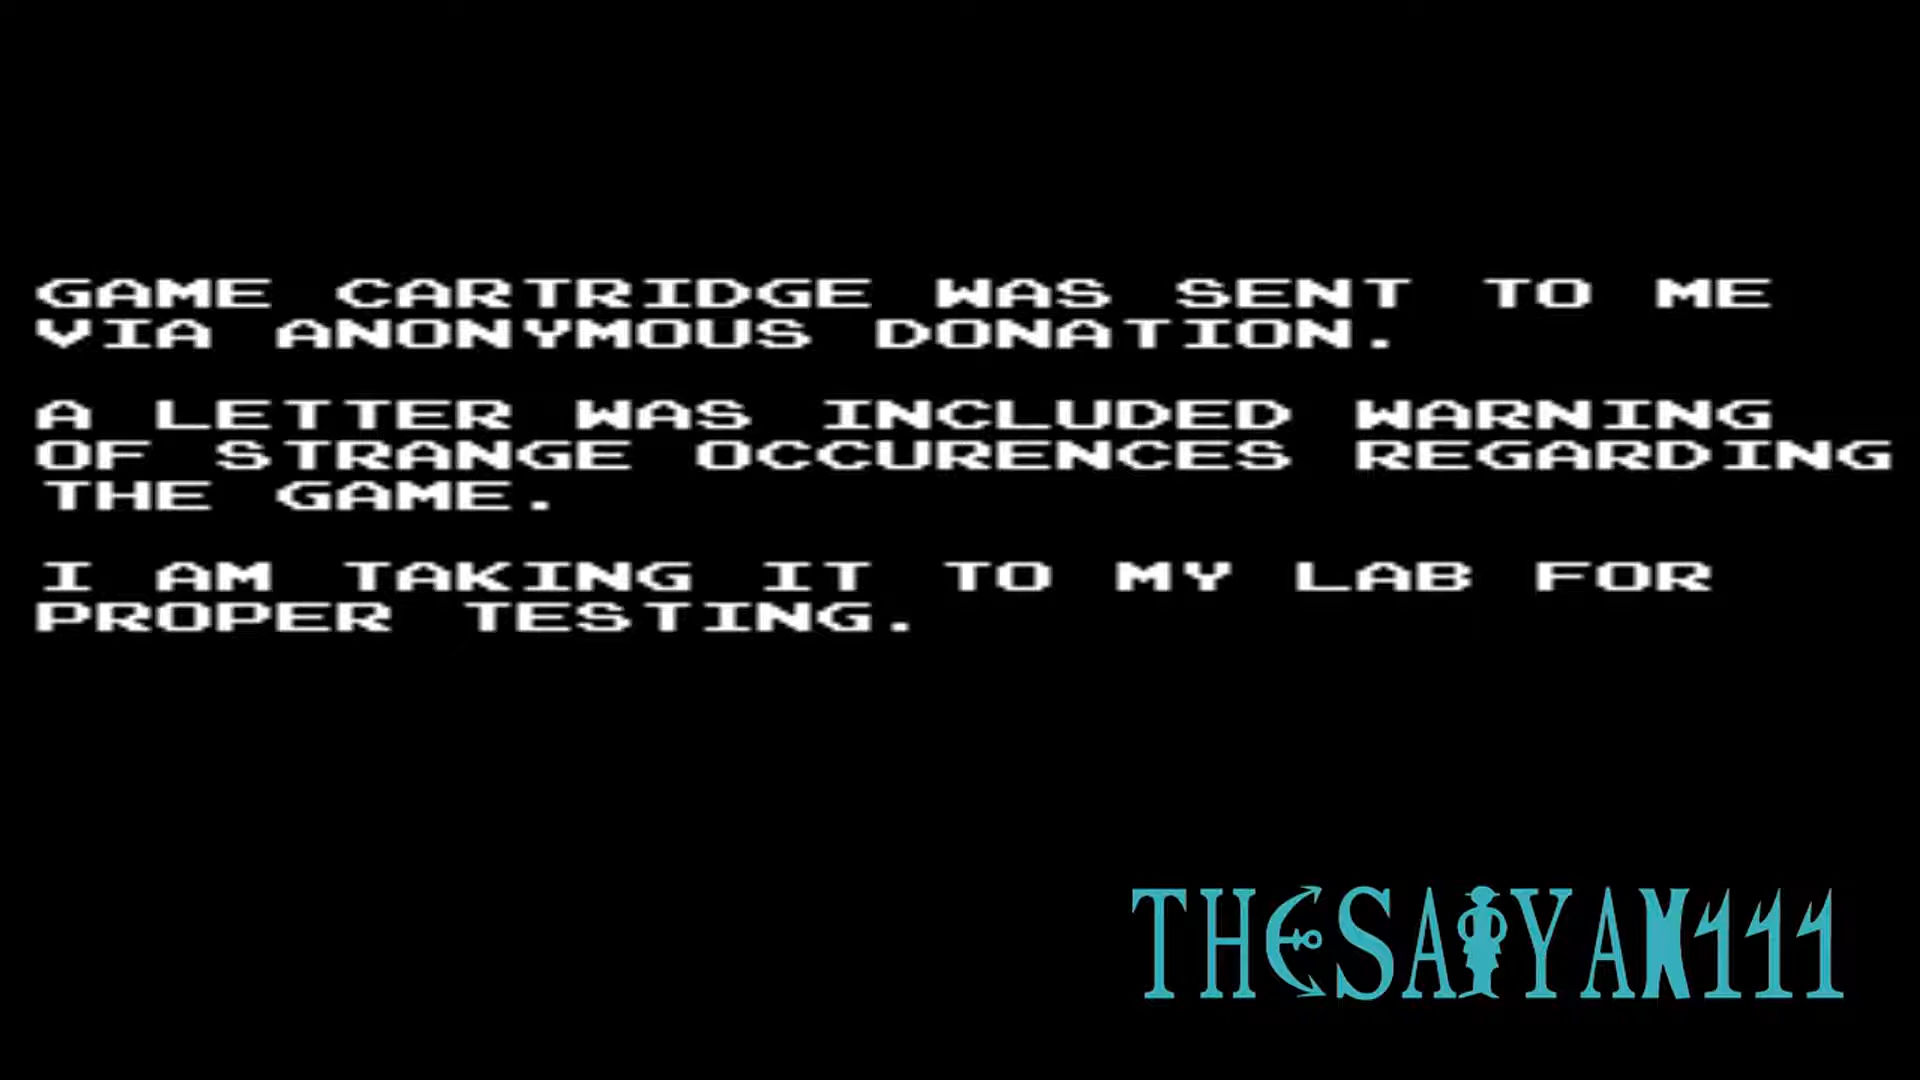 GAME CARTRIDGE WAS SENT TO ME
VIA ANONYMOUS DONATION.
A LETTER WAS INCLUDED WARNING
OF STRANGE OCCURENCES REGARDING
THE GAME.
I AM TAKING IT TO MY LAB FOR
PROPER TESTING.
THESAIYAN111